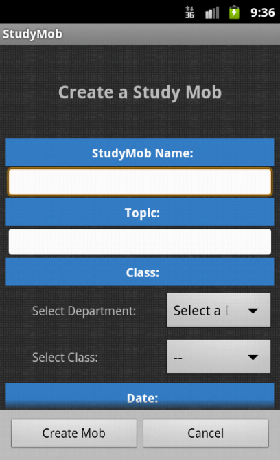 3G 9:36
StudyMob
Create a Study Mob
StudyMob Name:
Topic:
Class:
Select Department: Select a
Select Class: --
Date:
Create Mob Cancel